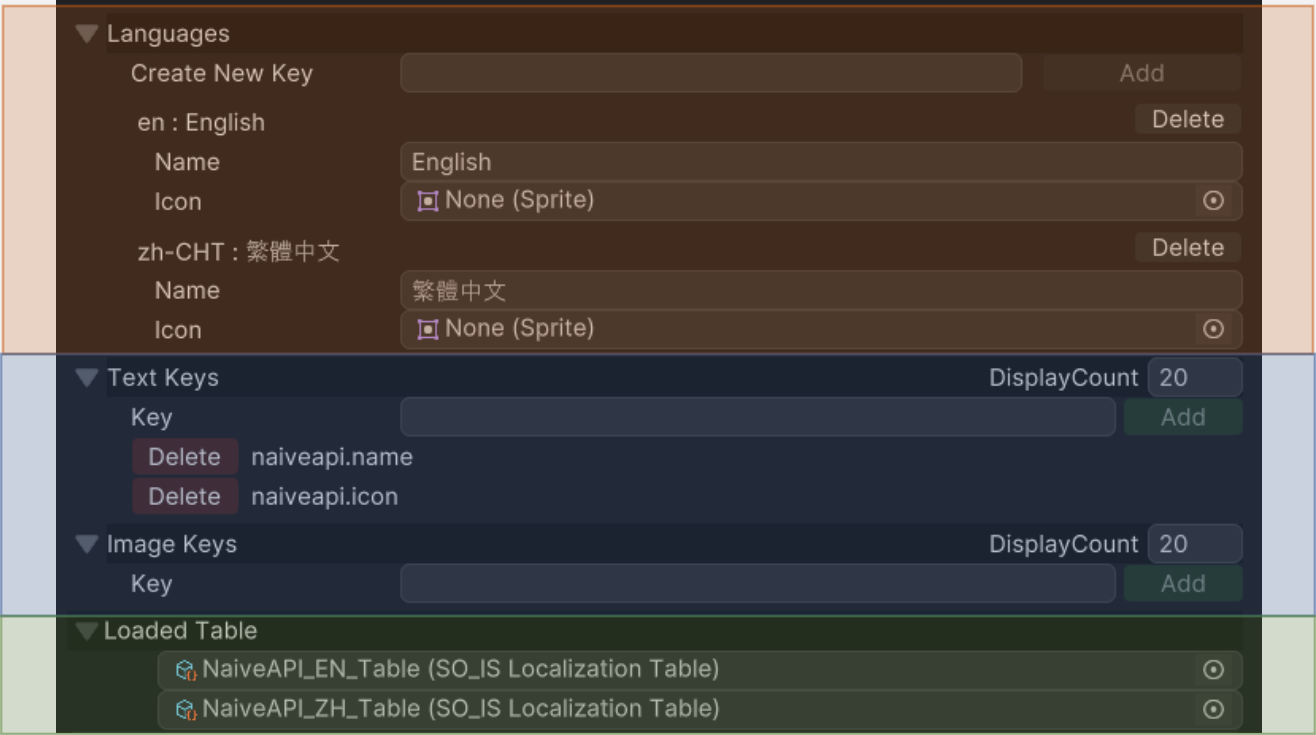 Languages
Create New Key Add
en : English Delete
Name English
Icon None (Sprite)
zh-CHT : 繁體中文 Delete
Name 繁體中文
Icon None (Sprite)
Text Keys DisplayCount 20
Key Add
Delete naiveapi.name
Delete naiveapi.icon
Image Keys DisplayCount 20
Key Add
Loaded Table
NaiveAPI_EN_Table (SO_IS Localization Table)
NaiveAPI_ZH_Table (SO_IS Localization Table)